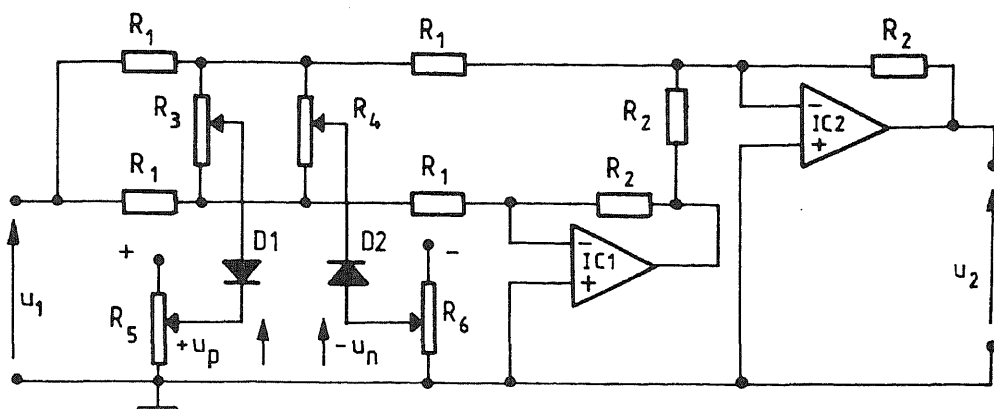 R1
R1
R2
R3
R4
R2
IC2
−
+
R1
R1
R2
D1
D2
−
+
IC1
+
−
u1
R5
+up
−un
R6
u2